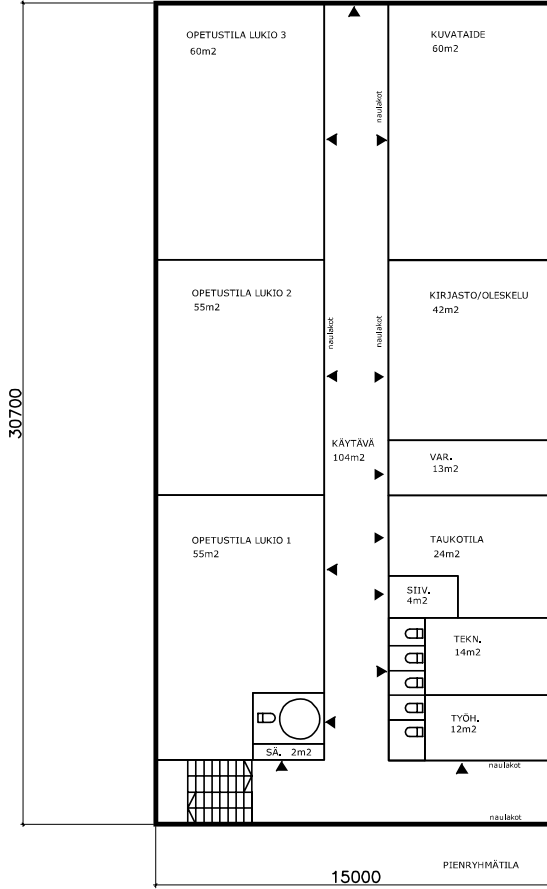 OPETUSTILA LUKIO 3
60m2
KUVATAIDE
60m2
naulakot
OPETUSTILA LUKIO 2
55m2
KIRJASTO/OLESKELU
42m2
naulakot
naulakot
30700
KÄYTÄVÄ
104m2
VAR.
13m2
OPETUSTILA LUKIO 1
55m2
TAUKOTILA
24m2
SIIV.
4m2
TEKN.
14m2
TYÖH.
12m2
SÄ. 2m2
naulakot
naulakot
PIENRYHMÄTILA
15000